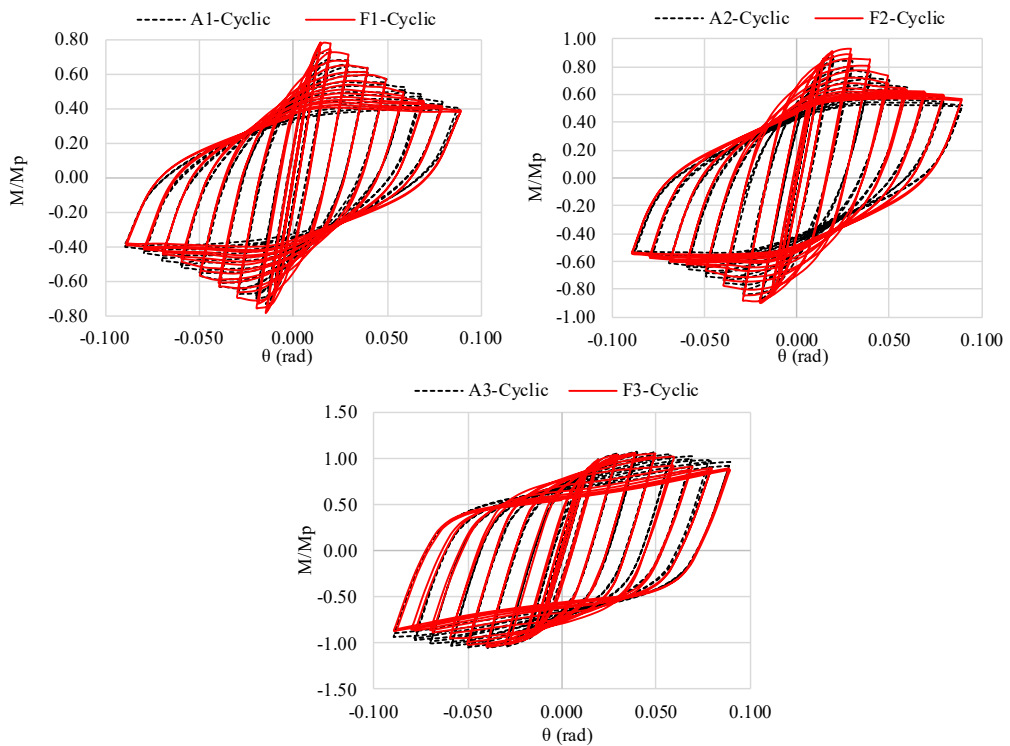 A1-Cyclic F1-Cyclic
0.80
0.60
0.40
0.20
0.00
-0.20
-0.40
-0.60
-0.80
M/Mp
-0.100 -0.050 0.000 0.050 0.100
θ (rad)
A2-Cyclic F2-Cyclic
1.00
0.80
0.60
0.40
0.20
0.00
-0.20
-0.40
-0.60
-0.80
-1.00
M/Mp
-0.100 -0.050 0.000 0.050 0.100
θ (rad)
A3-Cyclic F3-Cyclic
1.50
1.00
0.50
0.00
-0.50
-1.00
-1.50
M/Mp
-0.100 -0.050 0.000 0.050 0.100
θ (rad)